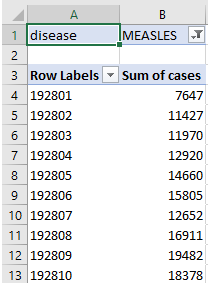 A B
1 disease MEASLES
2
3 Row Labels Sum of cases
4 192801 7647
5 192802 11427
6 192803 11970
7 192804 12920
8 192805 14660
9 192806 15805
10 192807 12652
11 192808 16911
12 192809 19482
13 192810 18378